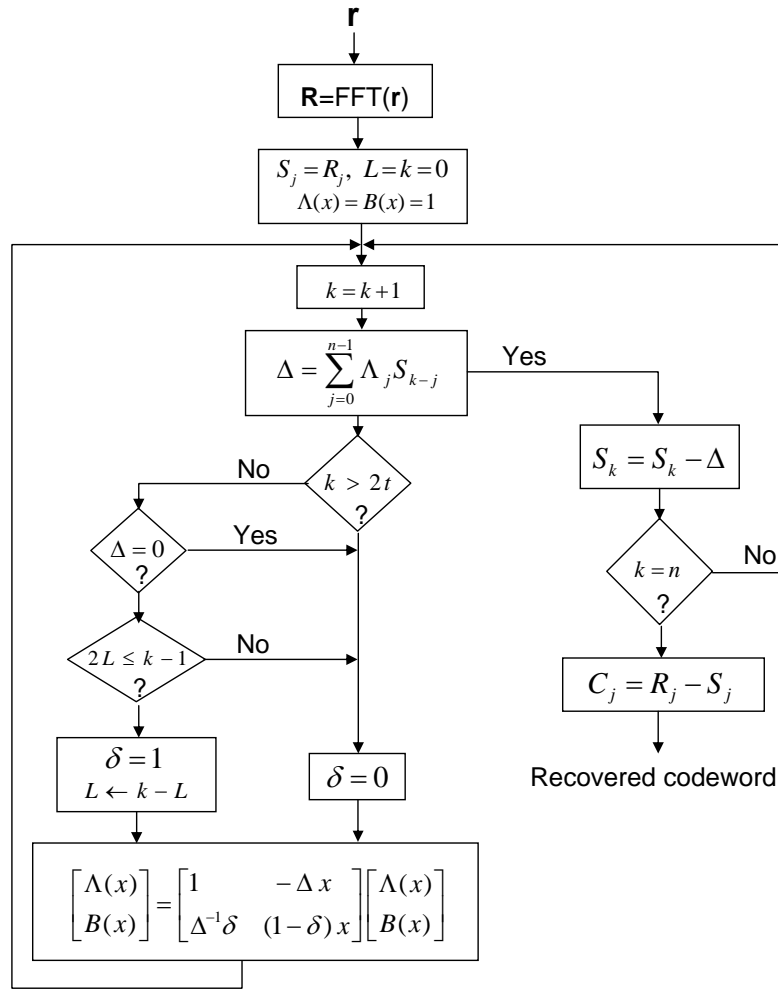 r
R=FFT(r)
S_j = R_j, L=k=0
Λ(x)=B(x)=1
k=k+1
Δ = ∑_{j=0}^{n-1} Λ_j S_{k-j}
Yes
S_k = S_k − Δ
No
k > 2t
?
Δ=0
?
Yes
k=n
?
No
2L ≤ k−1
?
No
C_j = R_j − S_j
δ=1
L ← k−L
δ=0
Recovered codeword
[Λ(x)] = [1 −Δx] [Λ(x)]
[B(x)] [Δ^{-1}δ (1−δ)x] [B(x)]